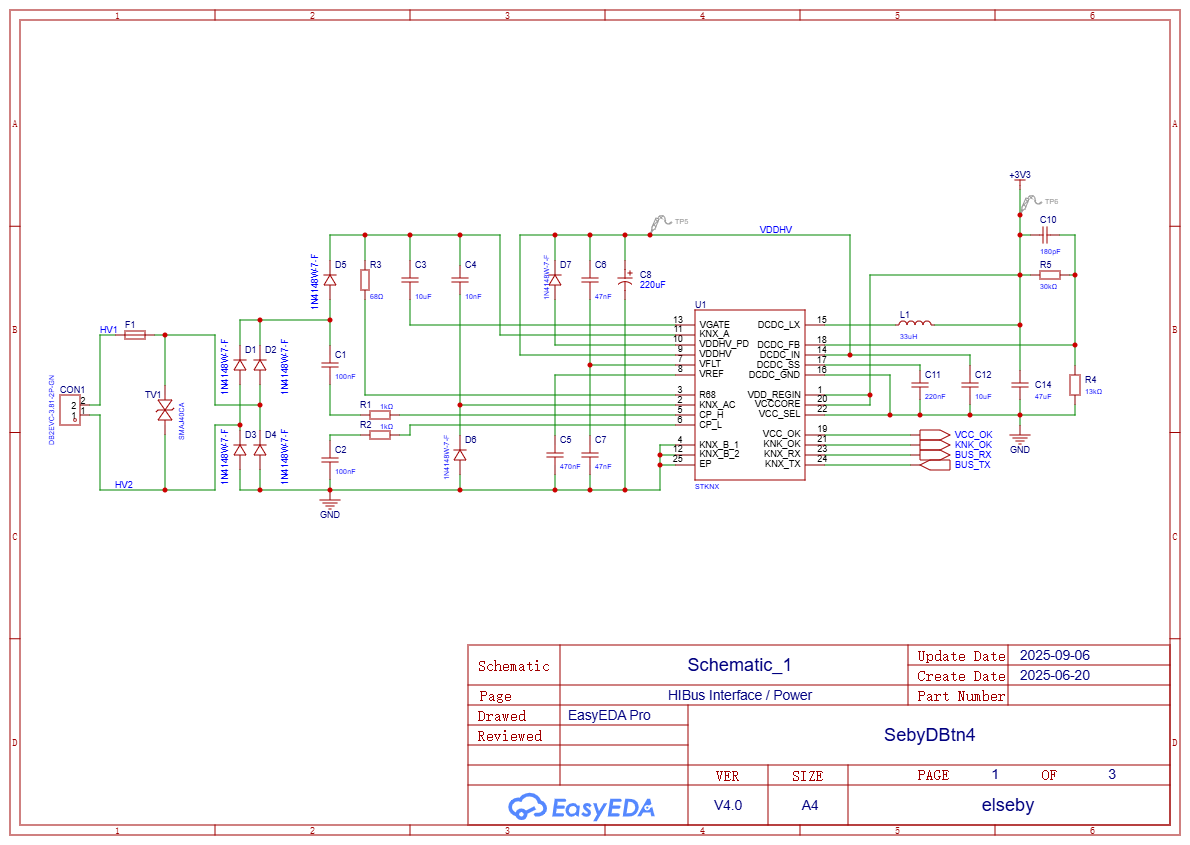 1 2 3 4 5 6
A A
B B
C C
D D
+3V3
TP6
C10
180pF
R5
30kΩ
TP5
VDDHV
1N4148W-7-F
D5
R3
68Ω
C3
10uF
C4
10nF
1N4148W-7-F
D7
C6
47nF
+
C8
220uF
U1
13 VGATE
11 KNX_A
10 VDDHV_PD
9 VDDHV
7 VFLT
8 VREF
3 R68
2 KNX_AC
5 CP_H
6 CP_L
4 KNX_B_1
12 KNX_B_2
25 EP
DCDC_LX 15
DCDC_FB 18
DCDC_IN 14
DCDC_SS 17
DCDC_GND 16
VDD_REGIN 1
VCCCORE 20
VCC_SEL 22
VCC_OK 19
KNK_OK 21
KNX_RX 23
KNX_TX 24
STKNX
L1
33uH
C11
220nF
C12
10uF
C14
47uF
R4
13kΩ
GND
VCC_OK
KNK_OK
BUS_RX
BUS_TX
HV1
F1
DB2EVC-3.81-2P-GN
CON1
2 2
1 1
TV1
SMAJ40CA
HV2
1N4148W-7-F
D1
D2
1N4148W-7-F
1N4148W-7-F
D3
D4
1N4148W-7-F
C1
100nF
R1
1kΩ
R2
1kΩ
C2
100nF
GND
1N4148W-7-F
D6
C5
470nF
C7
47nF
Schematic
Schematic_1
Update Date 2025-09-06
Create Date 2025-06-20
Page
HIBus Interface / Power
Part Number
Drawed
EasyEDA Pro
Reviewed
SebyDBtn4
VER SIZE PAGE 1 OF 3
EasyEDA
V4.0 A4 elseby
1 2 3 4 5 6